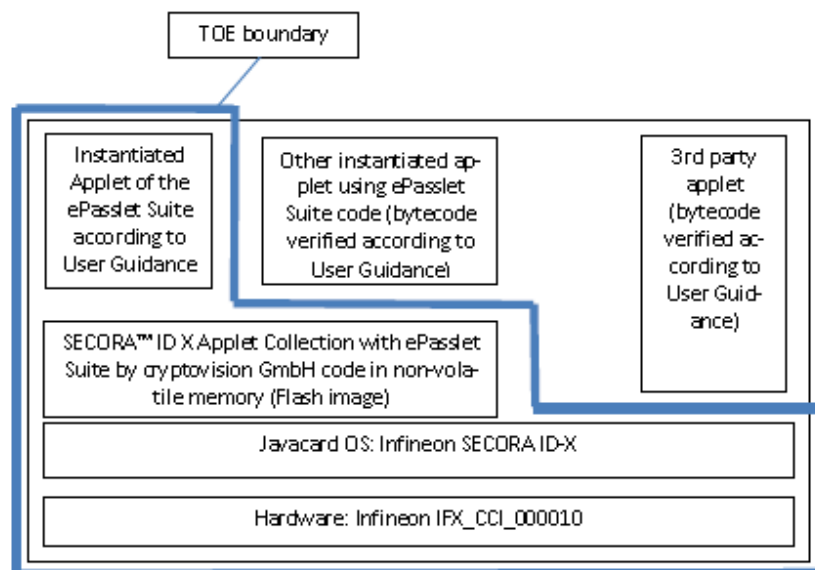 TOE boundary
Instantiated
Applet of the
ePasslet Suite
according to
User Guidance
Other instantiated ap-
plet using ePasslet
Suite code (bytecode
verified according to
User Guidance)
3rd party
applet
(bytecode
verified ac-
cording to
User Guid-
ance)
SECORA™ ID X Applet Collection with ePasslet
Suite by cryptovision GmbH code in non-vola-
tile memory (Flash image)
Javacard OS: Infineon SECORA ID-X
Hardware: Infineon IFX_CCI_000010